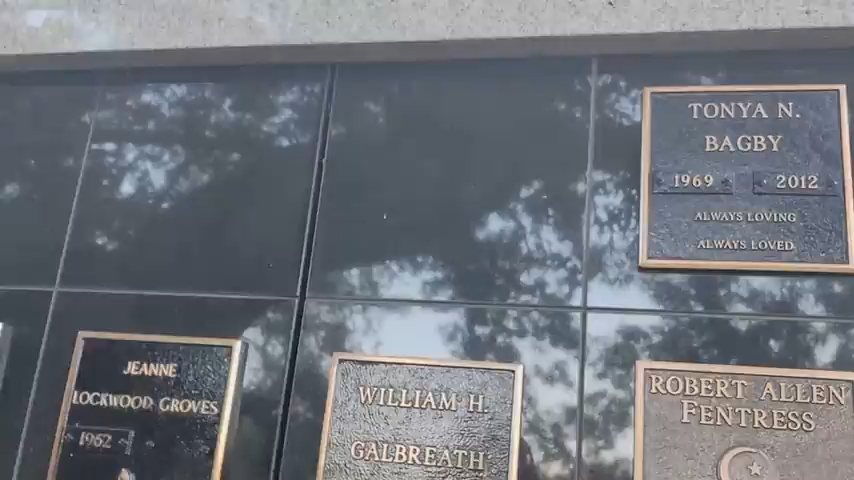 TONYA N.
BAGBY
1969 2012
ALWAYS LOVING
ALWAYS LOVED
JEANNE
LOCKWOOD GROVES
1962
WILLIAM H.
GALBREATH
ROBERT ALLEN
FENTRESS